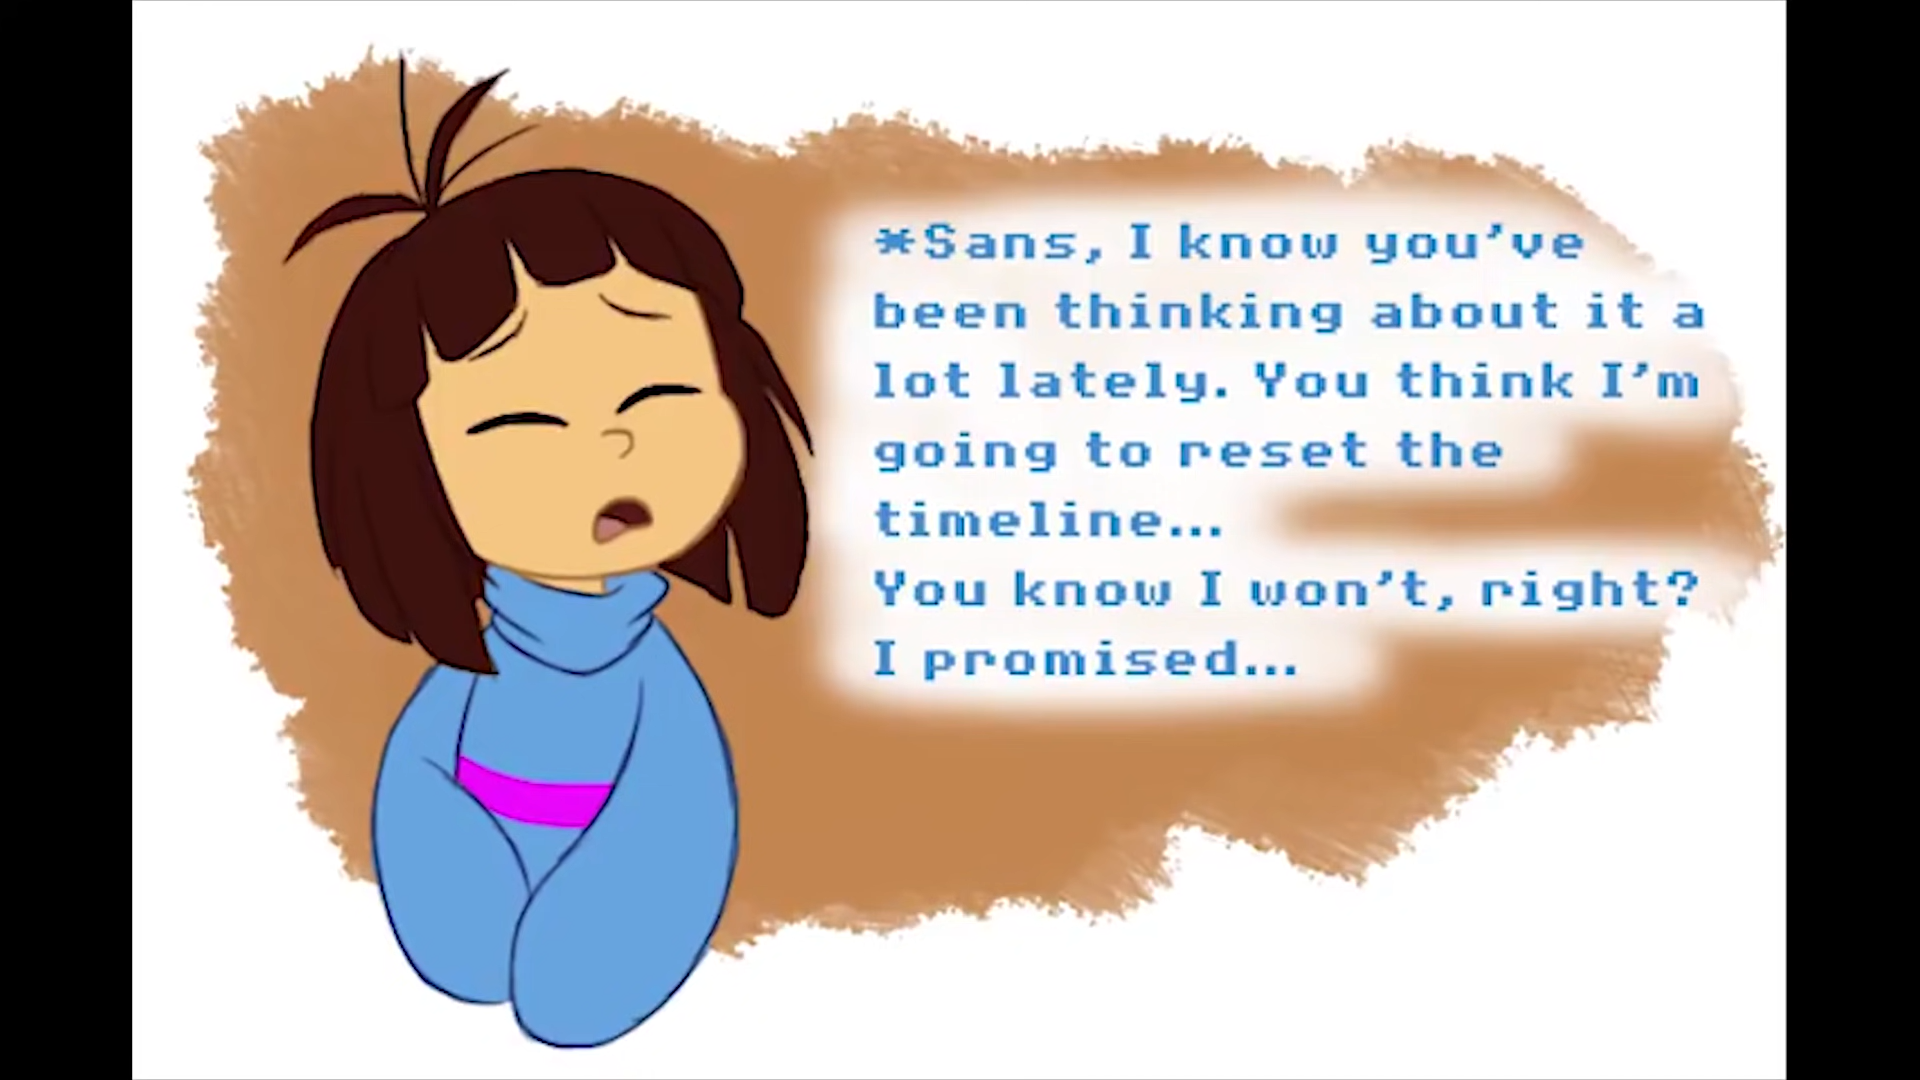 *Sans, I know you've
been thinking about it a
lot lately. You think I'm
going to reset the
timeline...
You know I won't, right?
I promised...